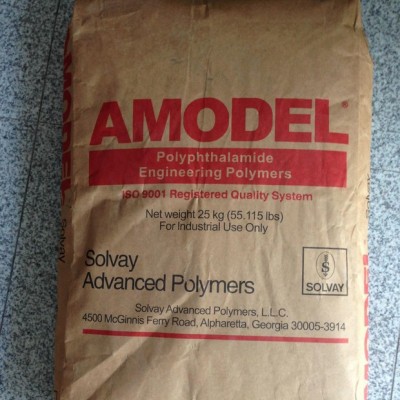 AMODEL®
Polyphthalamide
Engineering Polymers
ISO 9001 Registered Quality System
Net weight 25 kg (55.115 lbs)
For Industrial Use Only
Solvay
Advanced Polymers
S
SOLVAY
Solvay Advanced Polymers, L.L.C.
4500 McGinnis Ferry Road, Alpharetta, Georgia 30005-3914
Solvay